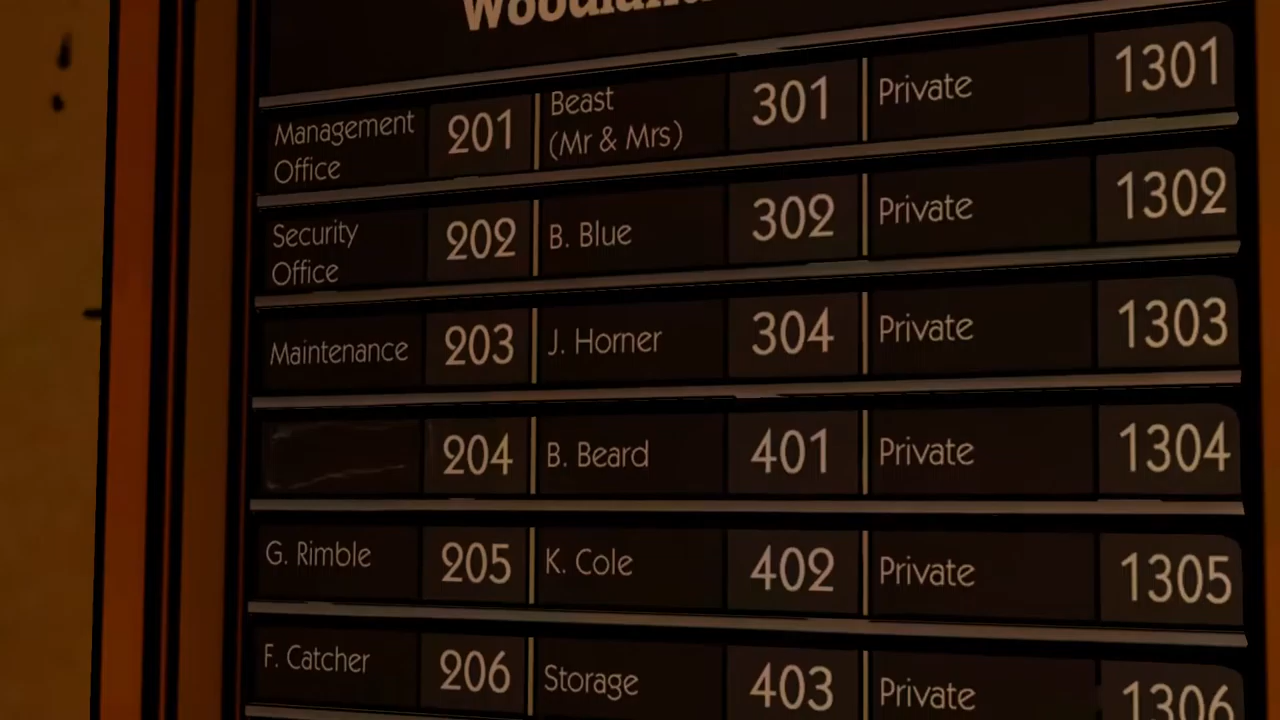 Management
Office
201
Beast
(Mr & Mrs)
301
Private
1301
Security
Office
202
B. Blue
302
Private
1302
Maintenance
203
J. Horner
304
Private
1303
204
B. Beard
401
Private
1304
G. Rimble
205
K. Cole
402
Private
1305
F. Catcher
206
Storage
403
Private
1306